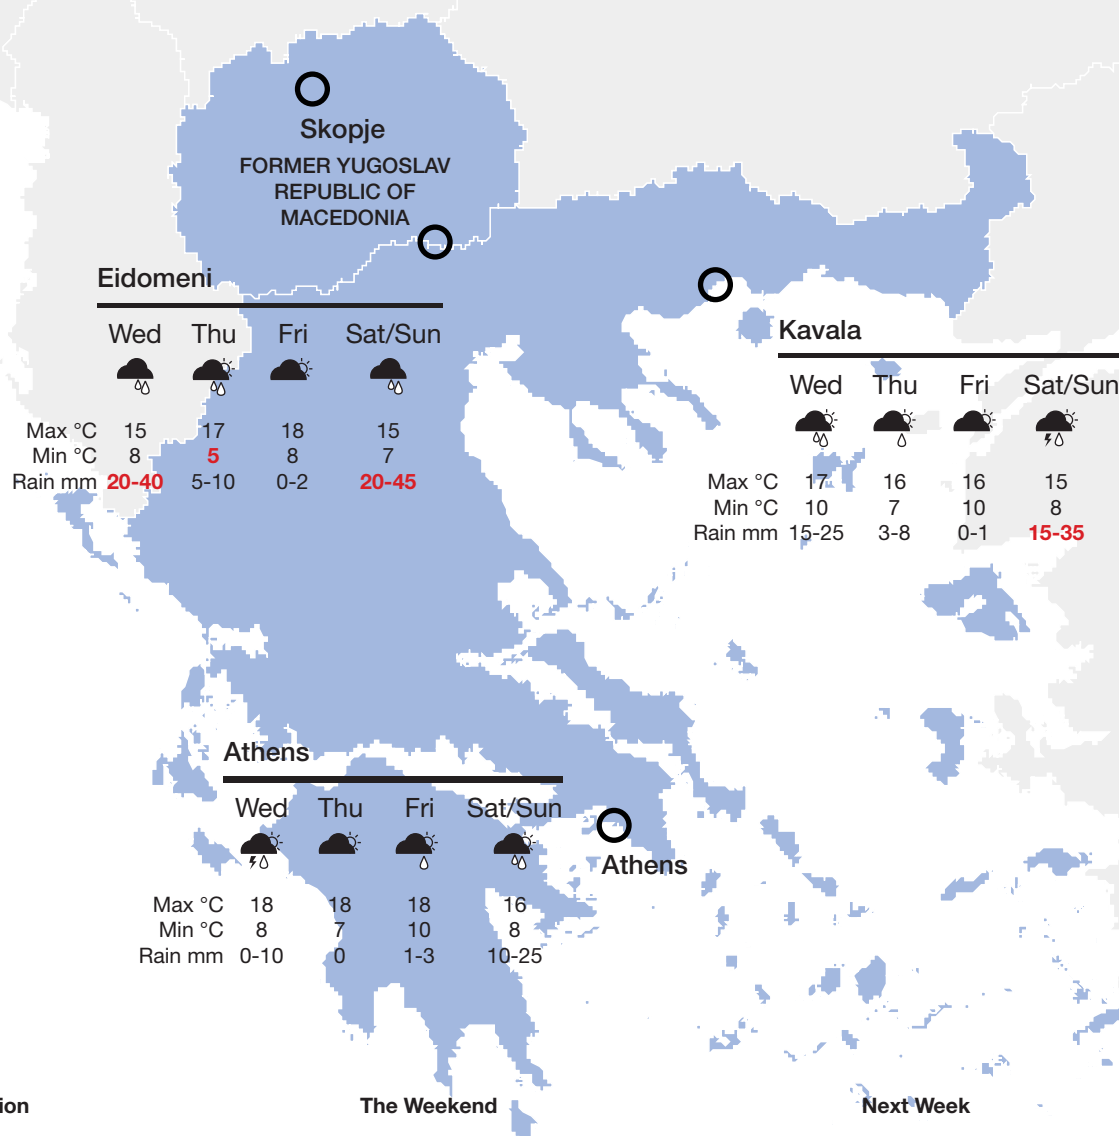 Skopje
FORMER YUGOSLAV
REPUBLIC OF
MACEDONIA
Eidomeni
Wed Thu Fri Sat/Sun
Max °C 15 17 18 15
Min °C 8 5 8 7
Rain mm 20-40 5-10 0-2 20-45
Kavala
Wed Thu Fri Sat/Sun
Max °C 17 16 16 15
Min °C 10 7 10 8
Rain mm 15-25 3-8 0-1 15-35
Athens
Wed Thu Fri Sat/Sun
Max °C 18 18 18 16
Min °C 8 7 10 8
Rain mm 0-10 0 1-3 10-25
Athens
ion The Weekend Next Week